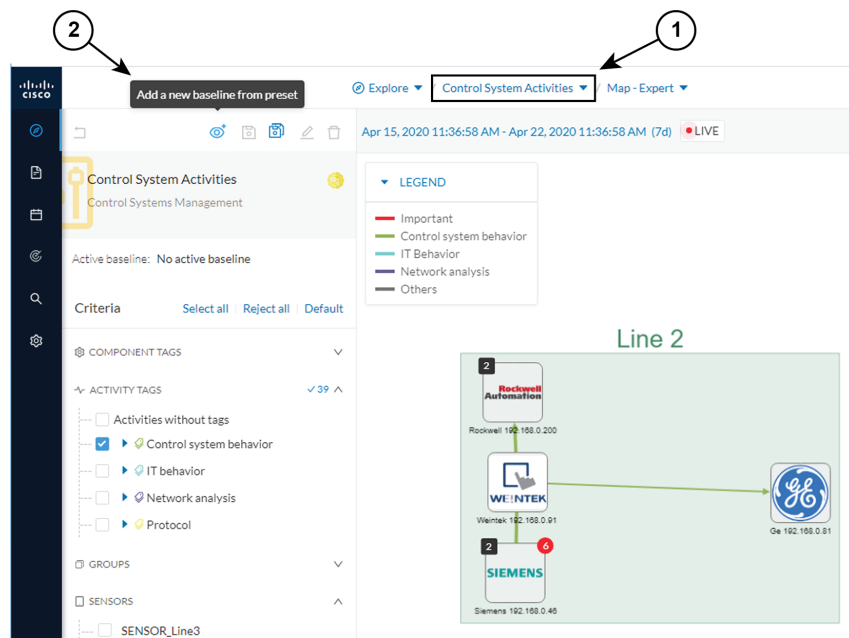 2
1
CISCO
Add a new baseline from preset
Explore / Control System Activities / Map - Expert
Apr 15, 2020 11:36:58 AM - Apr 22, 2020 11:36:58 AM (7d) LIVE
Control System Activities
Control Systems Management
Active baseline: No active baseline
Criteria Select all Reject all Default
COMPONENT TAGS
ACTIVITY TAGS 39
Activities without tags
Control system behavior
IT behavior
Network analysis
Protocol
GROUPS
SENSORS
SENSOR_Line3
LEGEND
Important
Control system behavior
IT Behavior
Network analysis
Others
Line 2
2
Rockwell
Automation
Rockwell 192.168.0.200
WEINTEK
Weintek 192.168.0.91
GE
Ge 192.168.0.81
2
6
SIEMENS
Siemens 192.168.0.46